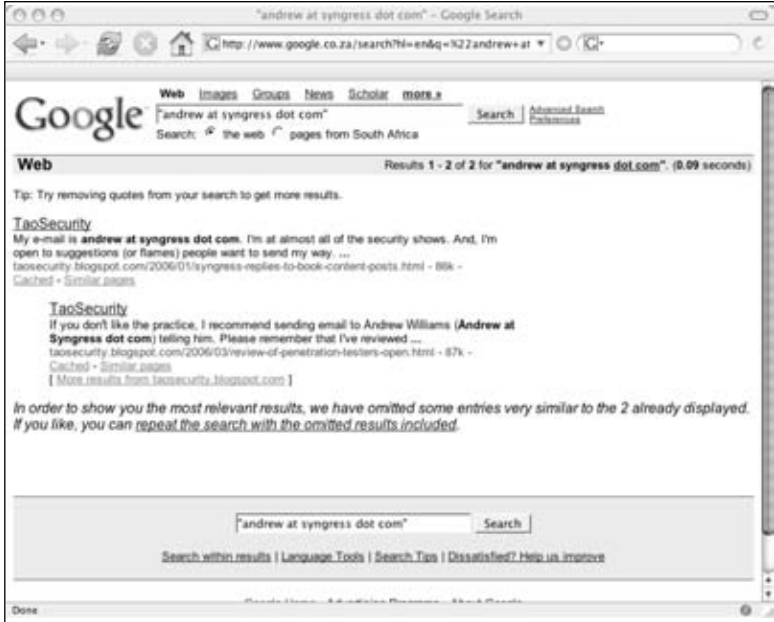 "andrew at syngress dot com" – Google Search
http://www.google.co.za/search?hl=en&q=%22andrew+at
Web Images Groups News Scholar more »
Google
"andrew at syngress dot com" Search Advanced Search
Preferences
Search: the web pages from South Africa
Web Results 1 - 2 of 2 for "andrew at syngress dot com". (0.09 seconds)
Tip: Try removing quotes from your search to get more results.
TaoSecurity
My e-mail is andrew at syngress dot com. I'm at almost all of the security shows. And, I'm
open to suggestions (or flames) people want to send my way. ...
taosecurity.blogspot.com/2006/01/syngress-replies-to-book-content-posts.html - 86k -
Cached - Similar pages
TaoSecurity
If you don't like the practice, I recommend sending email to Andrew Williams (Andrew at
Syngress dot com) telling him. Please remember that I've reviewed ...
taosecurity.blogspot.com/2006/03/review-of-penetration-testers-open.html - 87k -
Cached - Similar pages
[ More results from taosecurity.blogspot.com ]
In order to show you the most relevant results, we have omitted some entries very similar to the 2 already displayed.
If you like, you can repeat the search with the omitted results included.
"andrew at syngress dot com" Search
Search within results | Language Tools | Search Tips | Dissatisfied? Help us improve
Google Home - Advertising Programs - About Google
Done